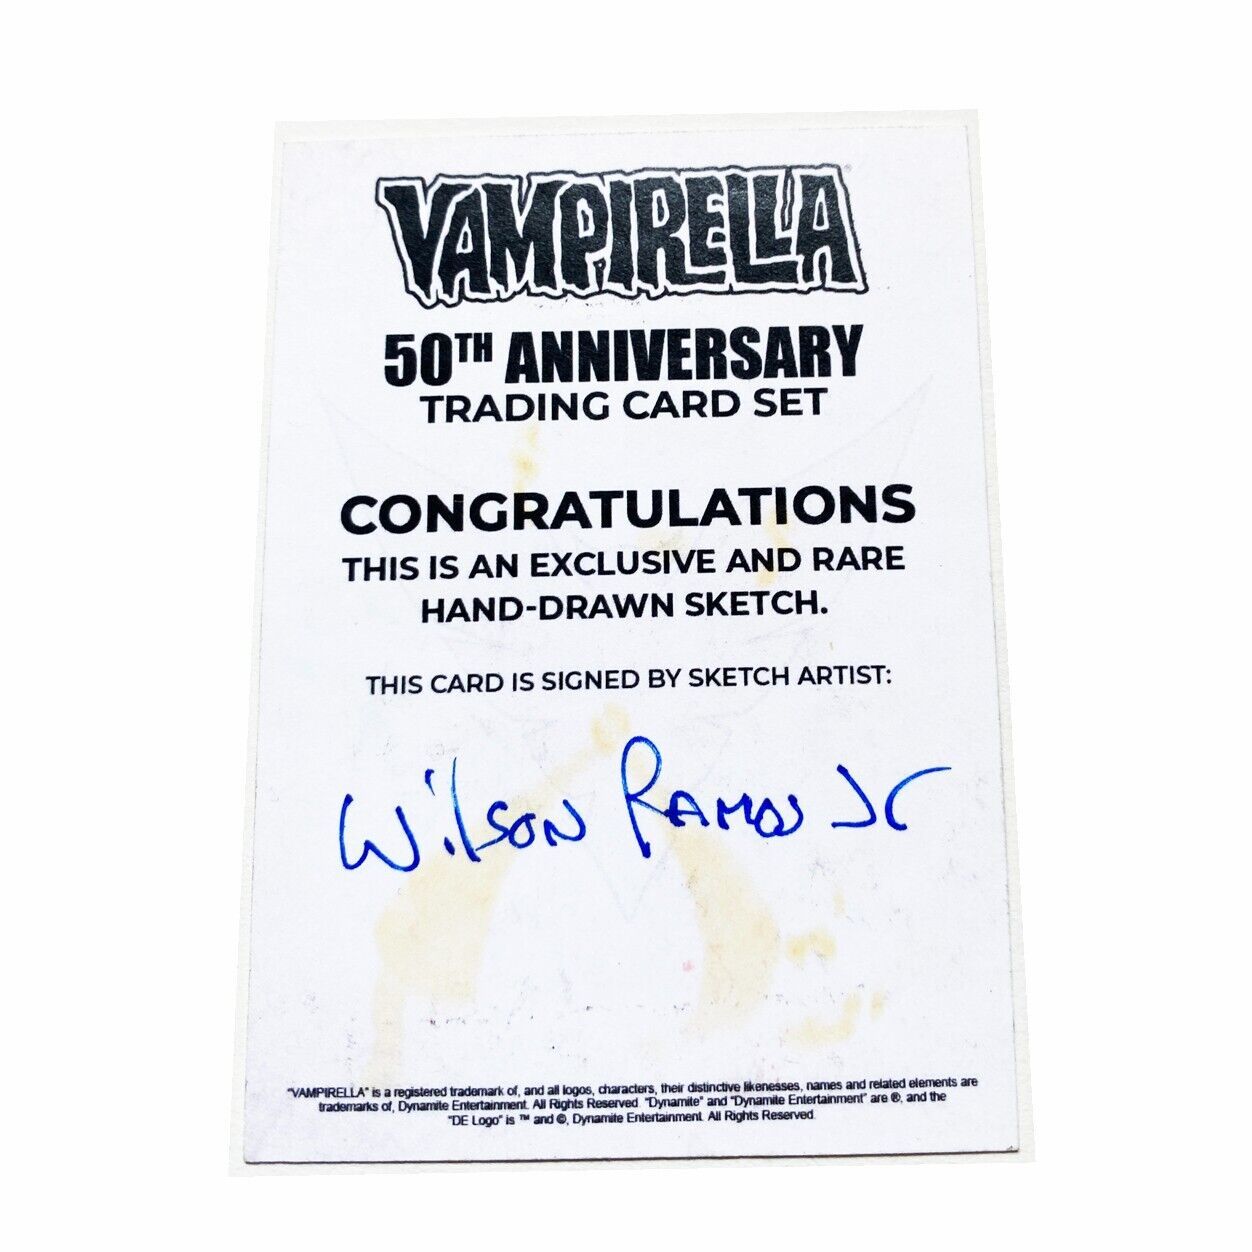 VAMPIRELLA®
50TH ANNIVERSARY
TRADING CARD SET
CONGRATULATIONS
THIS IS AN EXCLUSIVE AND RARE
HAND-DRAWN SKETCH.
THIS CARD IS SIGNED BY SKETCH ARTIST:
Wilson Ramos Jr
"VAMPIRELLA" is a registered trademark of, and all logos, characters, their distinctive likenesses, names and related elements are
trademarks of, Dynamite Entertainment. All Rights Reserved. "Dynamite" and "Dynamite Entertainment" are ®, and the
"DE Logo" is ™ and ©, Dynamite Entertainment. All Rights Reserved.